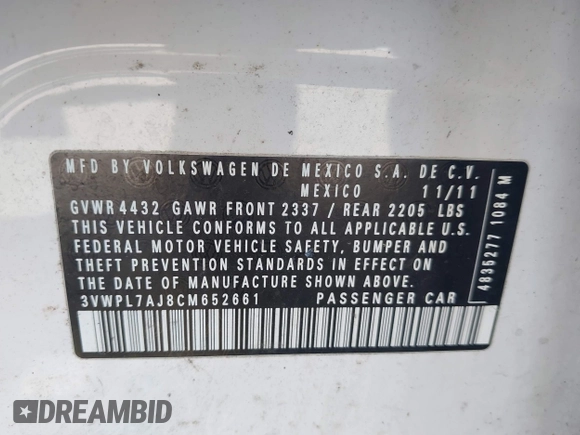 MFD BY VOLKSWAGEN DE MEXICO S.A. DE C.V.
MEXICO 11/11
GVWR 4432 GAWR FRONT 2337 / REAR 2205 LBS
THIS VEHICLE CONFORMS TO ALL APPLICABLE U.S.
FEDERAL MOTOR VEHICLE SAFETY, BUMPER AND
THEFT PREVENTION STANDARDS IN EFFECT ON
THE DATE OF MANUFACTURE SHOWN ABOVE.
3VWPL7AJ8CM652661 PASSENGER CAR
4835277 1084 M
DREAMBID